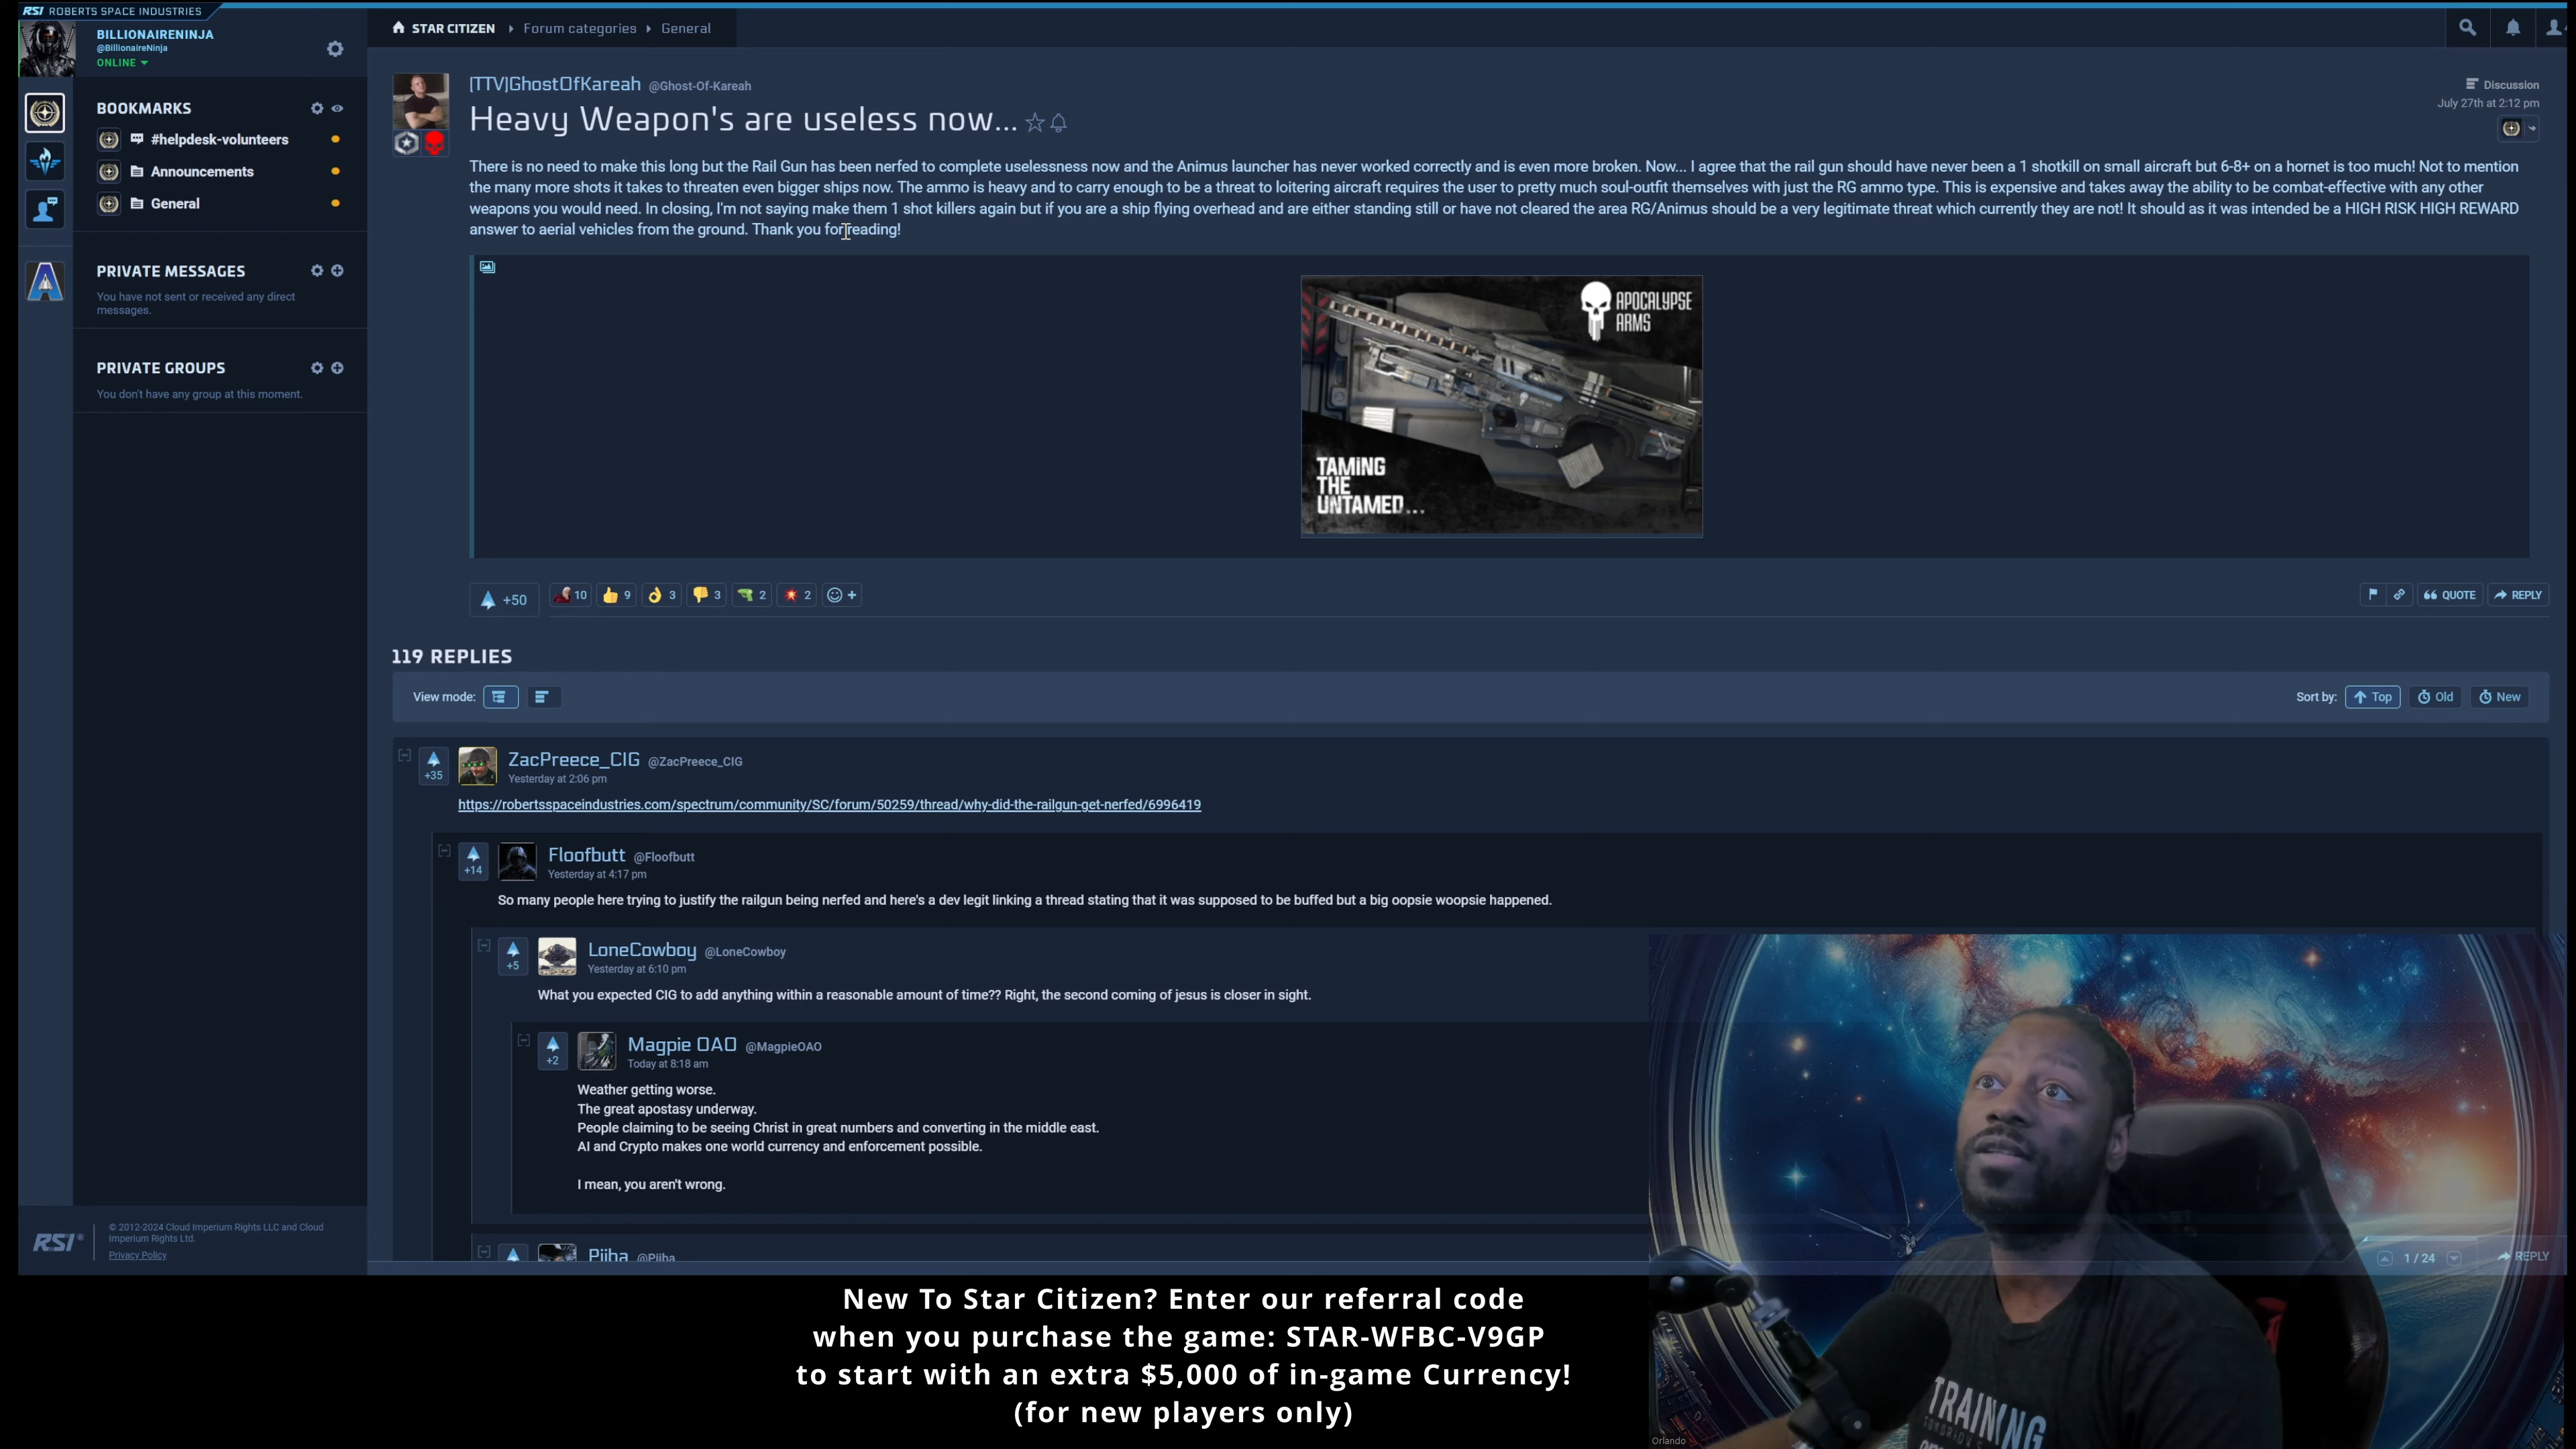 RSI ROBERTS SPACE INDUSTRIES
BILLIONAIRENINJA
@BillionaireNinja
ONLINE
BOOKMARKS
#helpdesk-volunteers
Announcements
General
PRIVATE MESSAGES
You have not sent or received any direct
messages.
PRIVATE GROUPS
You don't have any group at this moment.
RSI
© 2012-2024 Cloud Imperium Rights LLC and Cloud
Imperium Rights Ltd.
Privacy Policy
STAR CITIZEN Forum categories General
[TTV]GhostOfKareah @Ghost-Of-Kareah
Discussion
July 27th at 2:12 pm
Heavy Weapon's are useless now...
There is no need to make this long but the Rail Gun has been nerfed to complete uselessness now and the Animus launcher has never worked correctly and is even more broken. Now... I agree that the rail gun should have never been a 1 shotkill on small aircraft but 6-8+ on a hornet is too much! Not to mention
the many more shots it takes to threaten even bigger ships now. The ammo is heavy and to carry enough to be a threat to loitering aircraft requires the user to pretty much soul-outfit themselves with just the RG ammo type. This is expensive and takes away the ability to be combat-effective with any other
weapons you would need. In closing, I'm not saying make them 1 shot killers again but if you are a ship flying overhead and are either standing still or have not cleared the area RG/Animus should be a very legitimate threat which currently they are not! It should as it was intended be a HIGH RISK HIGH REWARD
answer to aerial vehicles from the ground. Thank you for reading!
APOCALYPSE
ARMS
TAMING
THE
UNTAMED...
+50 10 9 3 3 2 2 +
QUOTE REPLY
119 REPLIES
View mode:
Sort by: Top Old New
ZacPreece_CIG @ZacPreece_CIG
+35
Yesterday at 2:06 pm
https://robertsspaceindustries.com/spectrum/community/SC/forum/50259/thread/why-did-the-railgun-get-nerfed/6996419
Floofbutt @Floofbutt
+14
Yesterday at 4:17 pm
So many people here trying to justify the railgun being nerfed and here's a dev legit linking a thread stating that it was supposed to be buffed but a big oopsie woopsie happened.
LoneCowboy @LoneCowboy
+5
Yesterday at 6:10 pm
What you expected CIG to add anything within a reasonable amount of time?? Right, the second coming of jesus is closer in sight.
Magpie OAO @MagpieOAO
+2
Today at 8:18 am
Weather getting worse.
The great apostasy underway.
People claiming to be seeing Christ in great numbers and converting in the middle east.
AI and Crypto makes one world currency and enforcement possible.
I mean, you aren't wrong.
Pjiba @Pjiba
1 / 24
REPLY
New To Star Citizen? Enter our referral code
when you purchase the game: STAR-WFBC-V9GP
to start with an extra $5,000 of in-game Currency!
(for new players only)
TRAINING
Orlando